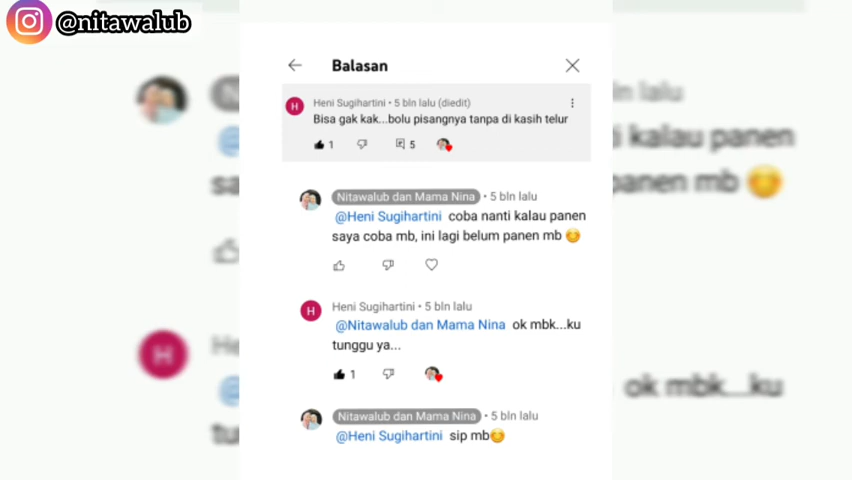 @nitawalub
Balasan
H
Heni Sugihartini • 5 bln lalu (diedit)
Bisa gak kak...bolu pisangnya tanpa di kasih telur
1
5
Nitawalub dan Mama Nina • 5 bln lalu
@Heni Sugihartini coba nanti kalau panen
saya coba mb, ini lagi belum panen mb 😊
H
Heni Sugihartini • 5 bln lalu
@Nitawalub dan Mama Nina ok mbk...ku
tunggu ya...
1
Nitawalub dan Mama Nina • 5 bln lalu
@Heni Sugihartini sip mb😊